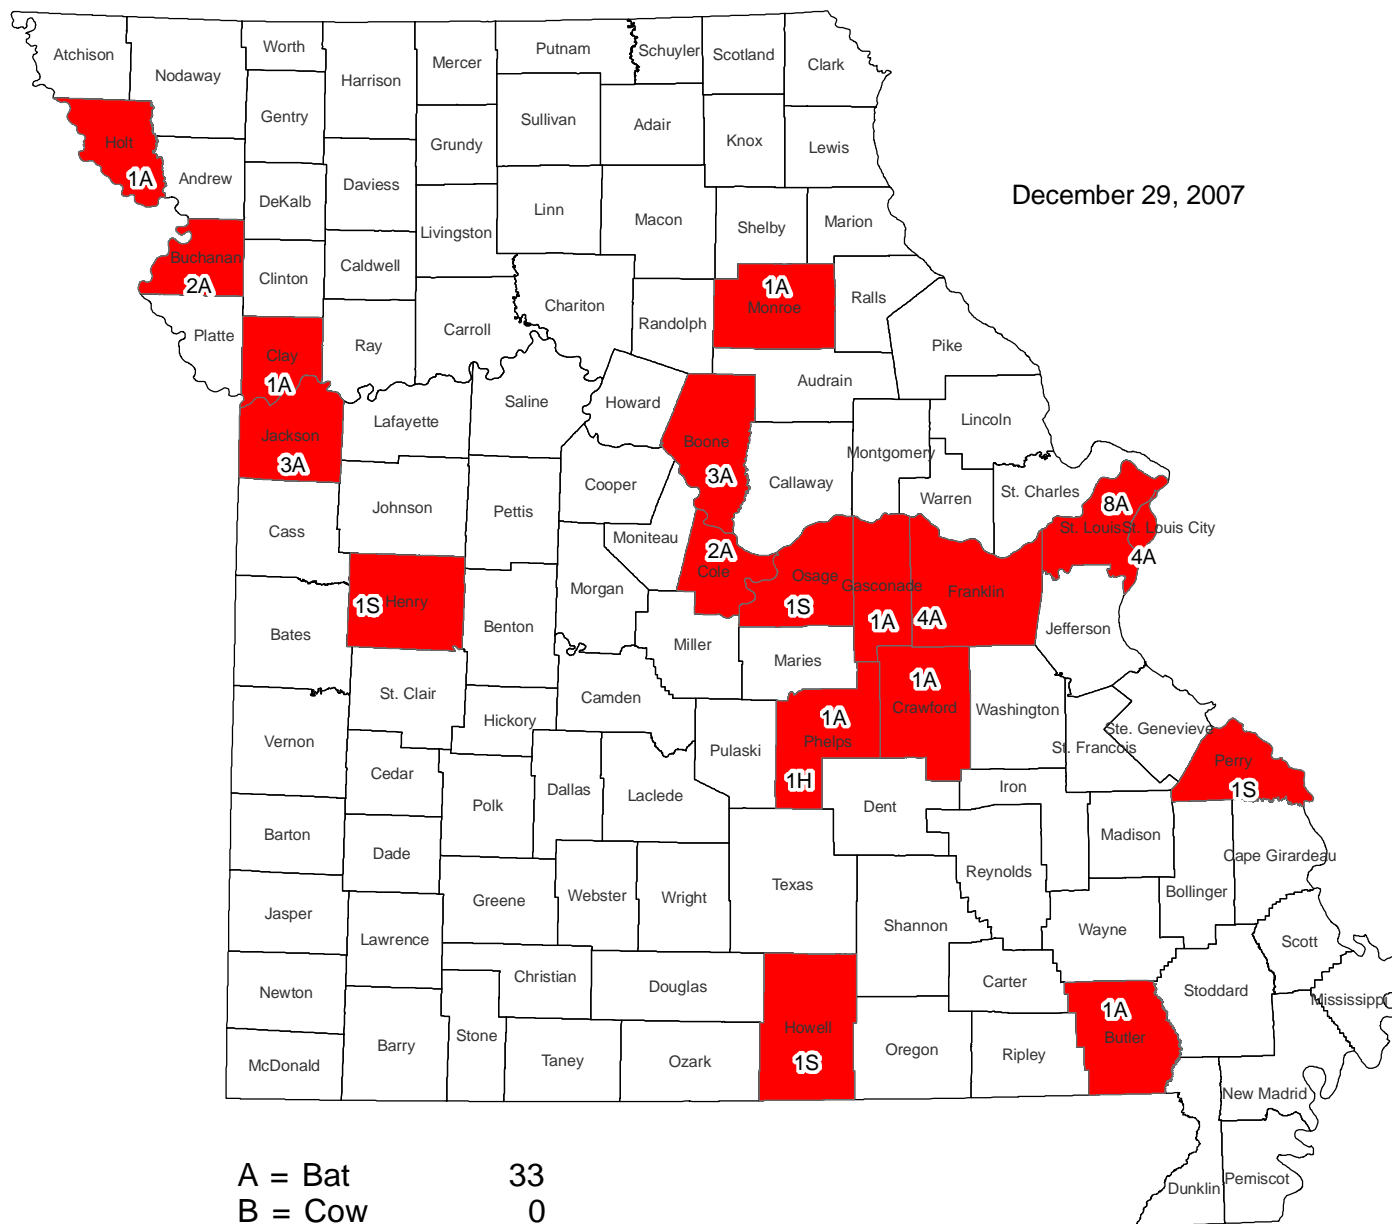 Atchison
Nodaway
Worth
Harrison
Mercer
Putnam
Schuyler
Scotland
Clark
Gentry
Sullivan
Adair
Knox
Lewis
Grundy
Holt
1A
Andrew
DeKalb
Daviess
Livingston
Linn
Macon
Shelby
Marion
December 29, 2007
Buchanan
2A
Clinton
Caldwell
Chariton
Carroll
Randolph
1A
Monroe
Ralls
Platte
Clay
1A
Ray
Pike
Audrain
Saline
Howard
Lafayette
Lincoln
Jackson
3A
Boone
3A
Montgomery
Callaway
Cooper
Warren
St. Charles
8A
St. Louis
St. Louis City
4A
Johnson
Pettis
Cass
Moniteau
2A
Cole
Osage
1S
Gasconade
1A
Franklin
4A
Henry
1S
Morgan
Benton
Bates
Miller
Maries
Jefferson
St. Clair
Camden
1A
Crawford
Washington
Hickory
Pulaski
1A
Phelps
1H
Ste. Genevieve
St. Francois
Vernon
Perry
1S
Cedar
Polk
Dallas
Laclede
Dent
Iron
Barton
Dade
Madison
Cape Girardeau
Reynolds
Bollinger
Texas
Greene
Webster
Wright
Jasper
Lawrence
Shannon
Wayne
Scott
Christian
Douglas
Carter
Stoddard
Newton
Mississippi
Howell
1S
1A
Butler
Stone
Barry
Taney
Ozark
Oregon
Ripley
McDonald
New Madrid
Dunklin
Pemiscot
A = Bat 33
B = Cow 0